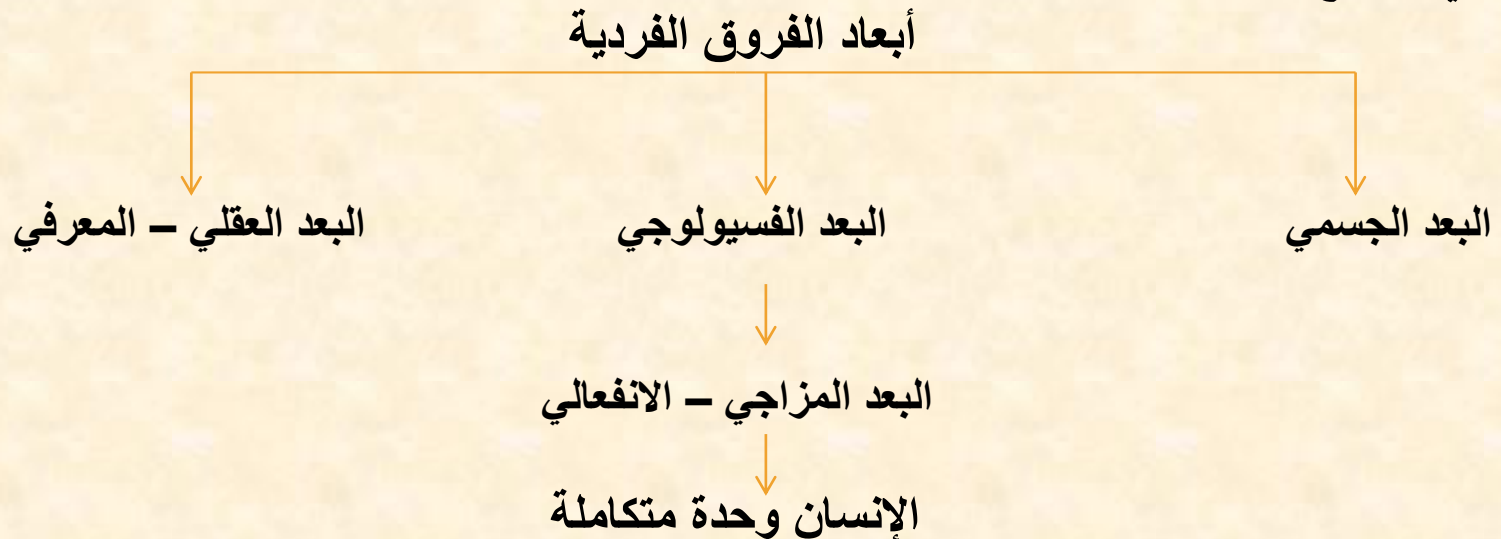 أبعاد الفروق الفردية
البعد الجسمي
البعد الفسيولوجي
البعد العقلي – المعرفي
البعد المزاجي – الانفعالي
الإنسان وحدة متكاملة